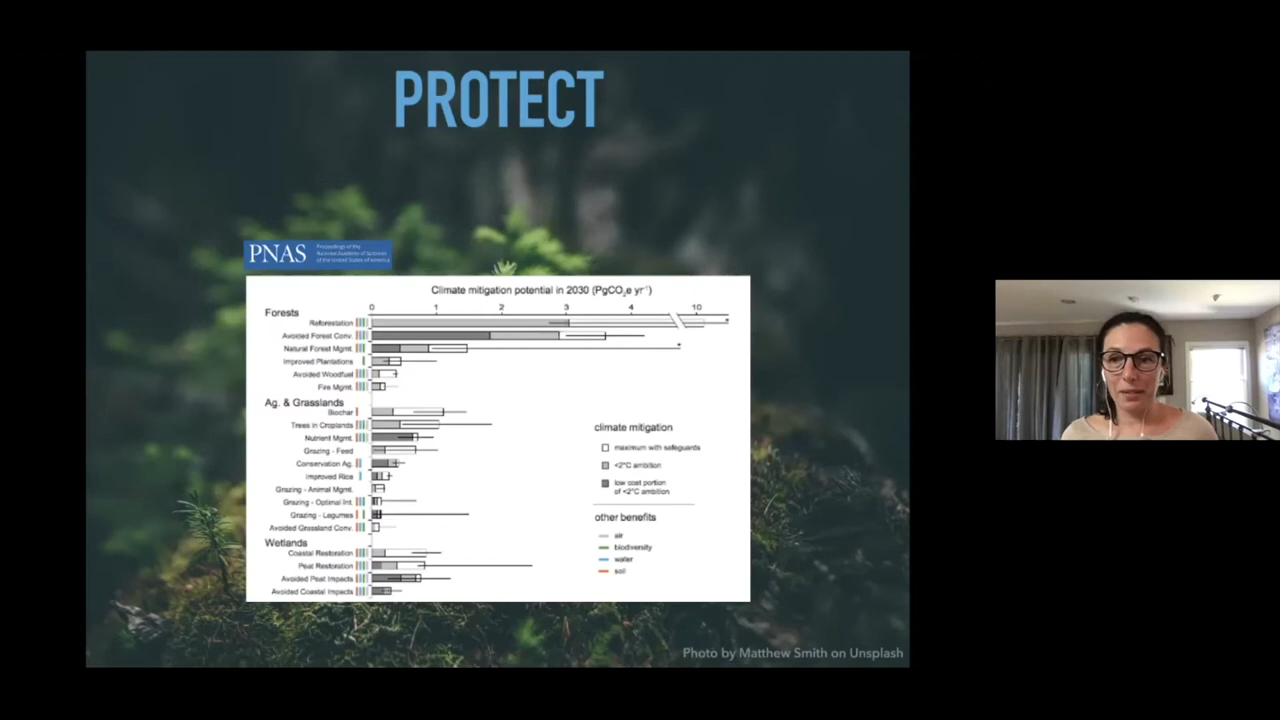 PROTECT
PNAS
Proceedings of the
National Academy of Sciences
of the United States of America
Climate mitigation potential in 2030 (PgCO2e yr-1)
0 1 2 3 4 10
Forests
Reforestation
Avoided Forest Conv.
Natural Forest Mgmt.
Improved Plantations
Avoided Woodfuel
Fire Mgmt.
Ag. & Grasslands
Biochar
Trees in Croplands
Nutrient Mgmt.
Grazing - Feed
Conservation Ag.
Improved Rice
Grazing - Animal Mgmt.
Grazing - Optimal Int.
Grazing - Legumes
Avoided Grassland Conv.
Wetlands
Coastal Restoration
Peat Restoration
Avoided Peat Impacts
Avoided Coastal Impacts
climate mitigation
maximum with safeguards
<2°C ambition
low cost portion
of <2°C ambition
other benefits
air
biodiversity
water
soil
Photo by Matthew Smith on Unsplash